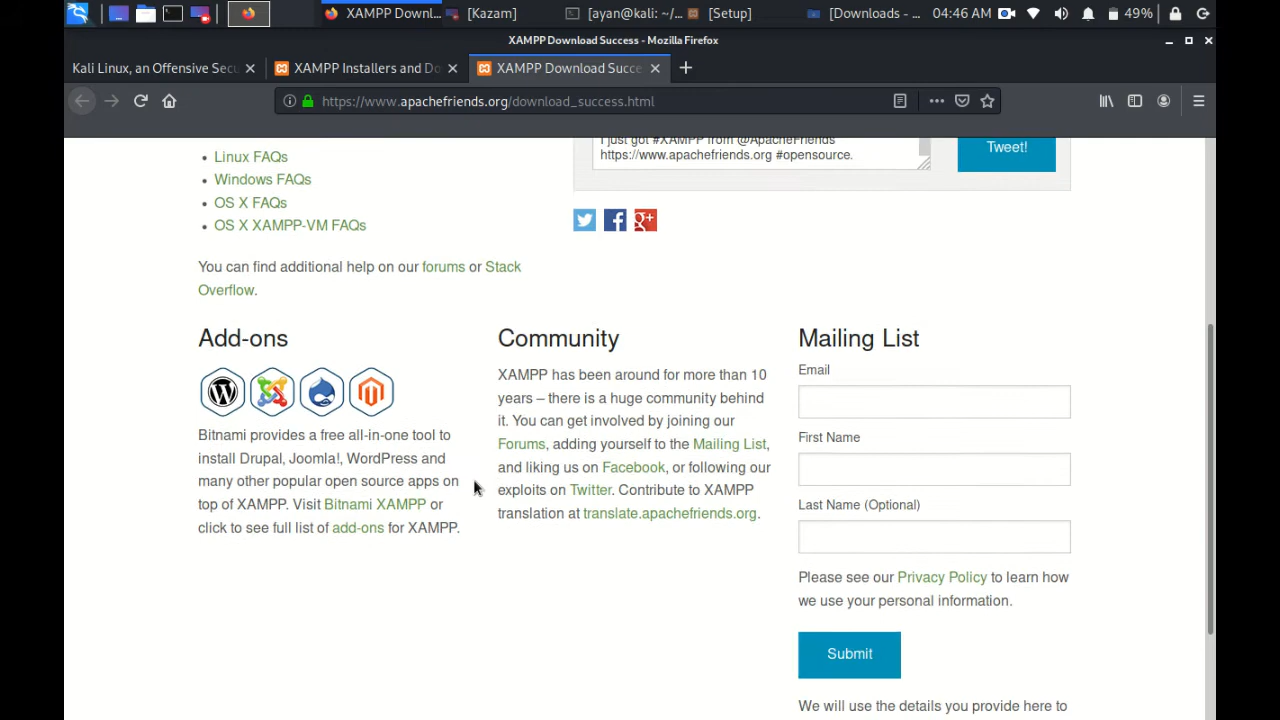 XAMPP Downl...
[Kazam]
[ayan@kali: ~/...
[Setup]
[Downloads - ...
04:46 AM
49%
XAMPP Download Success - Mozilla Firefox
Kali Linux, an Offensive Secu
XAMPP Installers and Do
XAMPP Download Succe
https://www.apachefriends.org/download_success.html
I just got #XAMPP from @ApacheFriends
https://www.apachefriends.org #opensource.
Tweet!
• Linux FAQs
• Windows FAQs
• OS X FAQs
• OS X XAMPP-VM FAQs
You can find additional help on our forums or Stack
Overflow.
Add-ons
Bitnami provides a free all-in-one tool to
install Drupal, Joomla!, WordPress and
many other popular open source apps on
top of XAMPP. Visit Bitnami XAMPP or
click to see full list of add-ons for XAMPP.
Community
XAMPP has been around for more than 10
years – there is a huge community behind
it. You can get involved by joining our
Forums, adding yourself to the Mailing List,
and liking us on Facebook, or following our
exploits on Twitter. Contribute to XAMPP
translation at translate.apachefriends.org.
Mailing List
Email
First Name
Last Name (Optional)
Please see our Privacy Policy to learn how
we use your personal information.
Submit
We will use the details you provide here to